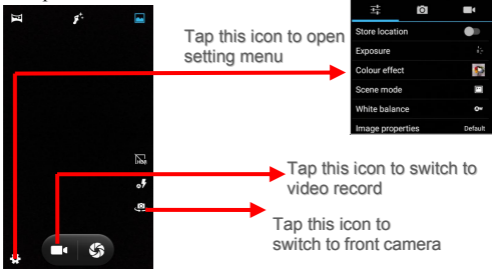 Tap this icon to open
setting menu
Store location
Exposure
Colour effect
Scene mode
White balance
Image properties Default
Tap this icon to switch to
video record
Tap this icon to
switch to front camera